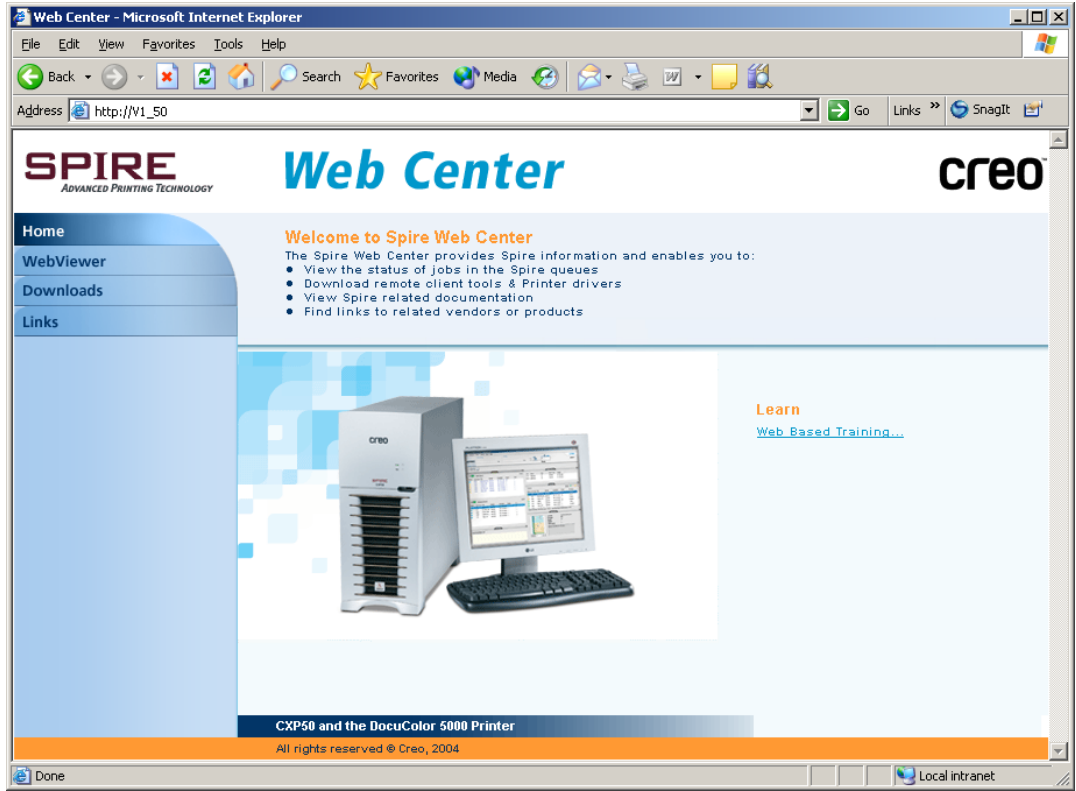 Web Center - Microsoft Internet Explorer
File Edit View Favorites Tools Help
Back Search Favorites Media
Address http://V1_50 Go Links » SnagIt
SPIRE
ADVANCED PRINTING TECHNOLOGY
Web Center
creo™
Home
WebViewer
Downloads
Links
Welcome to Spire Web Center
The Spire Web Center provides Spire information and enables you to:
● View the status of jobs in the Spire queues
● Download remote client tools & Printer drivers
● View Spire related documentation
● Find links to related vendors or products
creo
Learn
Web Based Training...
CXP50 and the DocuColor 5000 Printer
All rights reserved © Creo, 2004
Done Local intranet